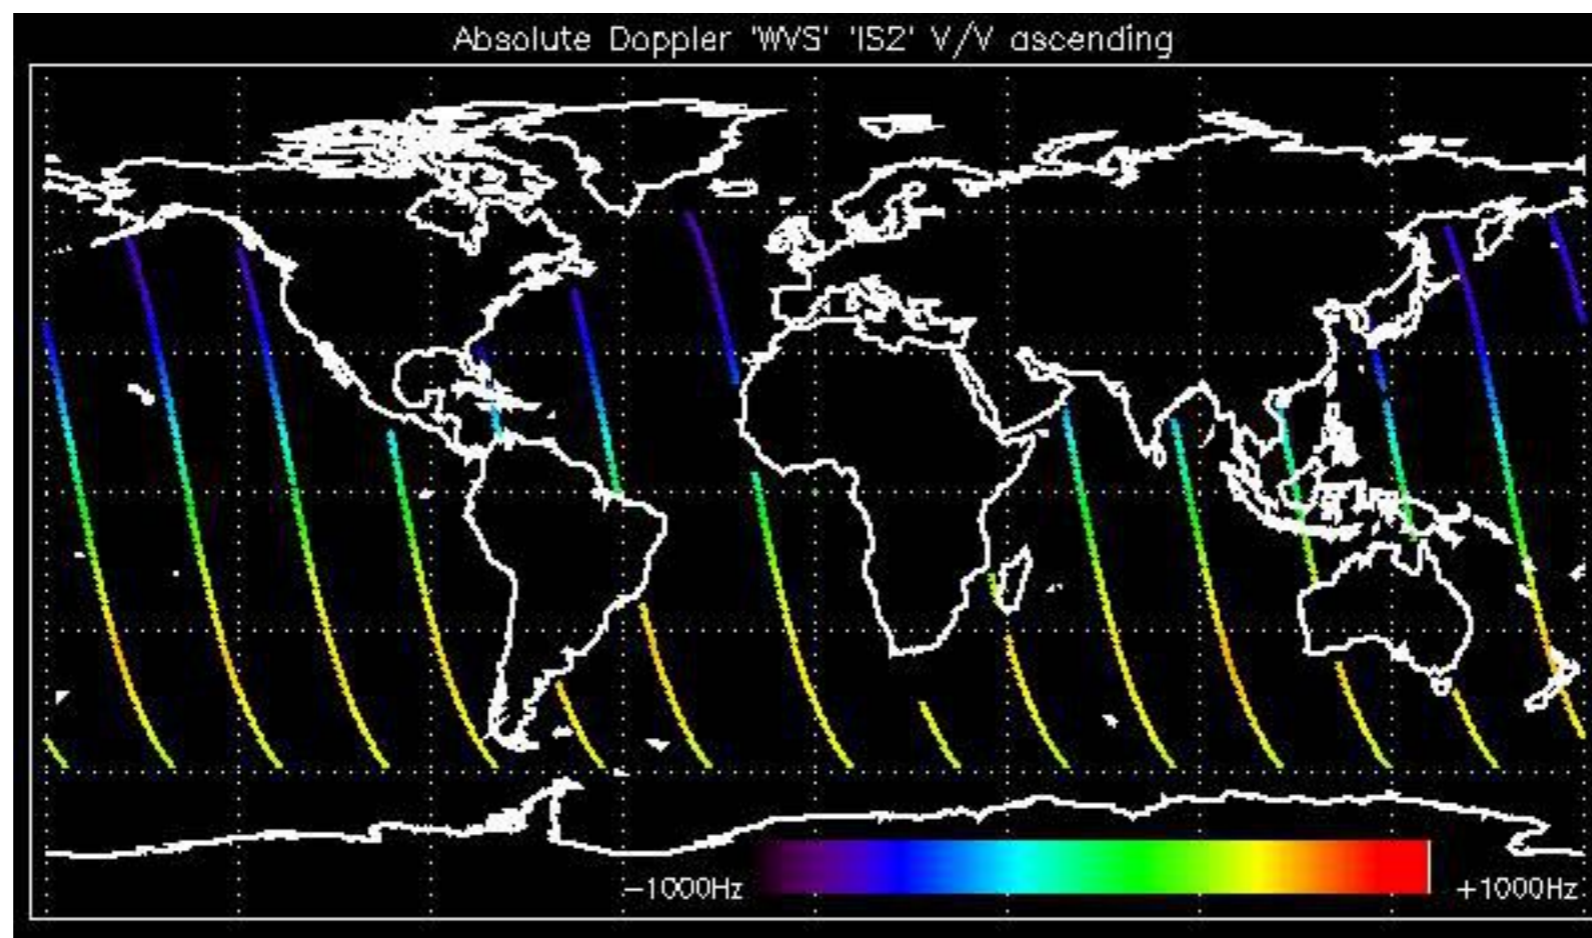 Absolute Doppler 'WVS' 'IS2' V/V ascending
−1000Hz
+1000Hz